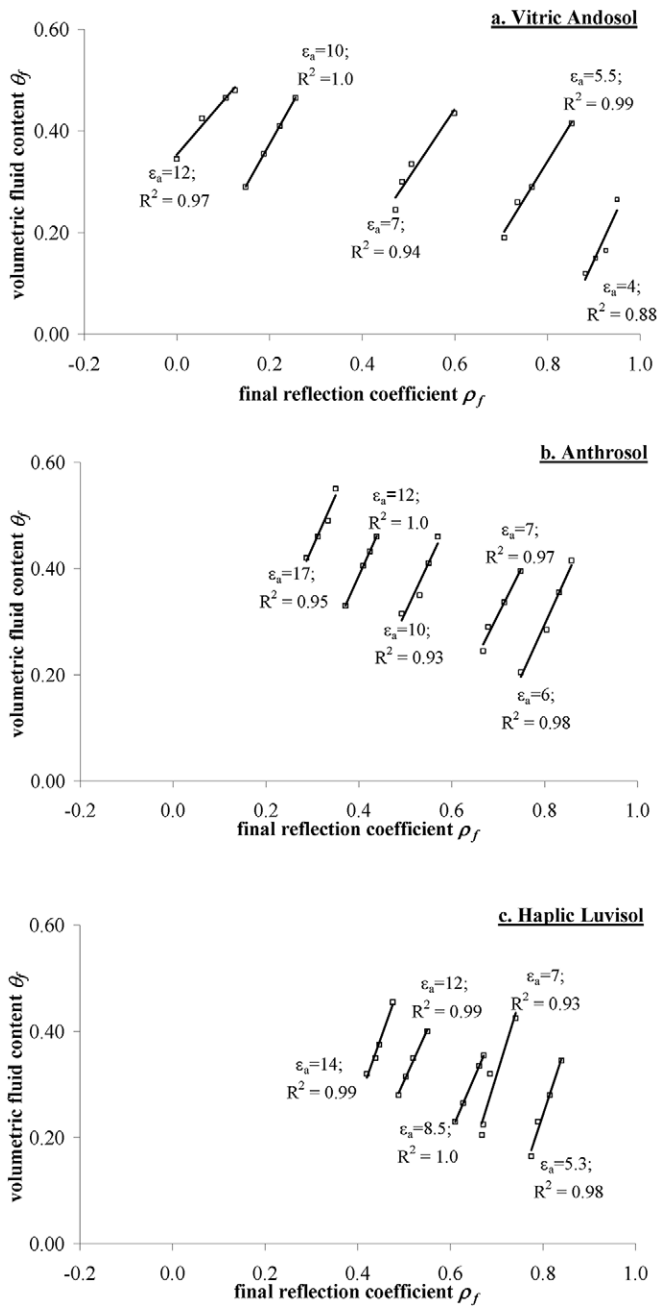 a. Vitric Andosol
0.60
0.40
0.20
0.00
volumetric fluid content θf
εa=10;
R² =1.0
εa=5.5;
R² = 0.99
εa=12;
R² = 0.97
εa=7;
R² = 0.94
εa=4;
R² = 0.88
-0.2 0.0 0.2 0.4 0.6 0.8 1.0
final reflection coefficient ρf
b. Anthrosol
0.60
0.40
0.20
0.00
volumetric fluid content θf
εa=12;
R² = 1.0
εa=7;
R² = 0.97
εa=17;
R² = 0.95
εa=10;
R² = 0.93
εa=6;
R² = 0.98
-0.2 0.0 0.2 0.4 0.6 0.8 1.0
final reflection coefficient ρf
c. Haplic Luvisol
0.60
0.40
0.20
0.00
volumetric fluid content θf
εa=12;
R² = 0.99
εa=7;
R² = 0.93
εa=14;
R² = 0.99
εa=8.5;
R² = 1.0
εa=5.3;
R² = 0.98
-0.2 0.0 0.2 0.4 0.6 0.8 1.0
final reflection coefficient ρf